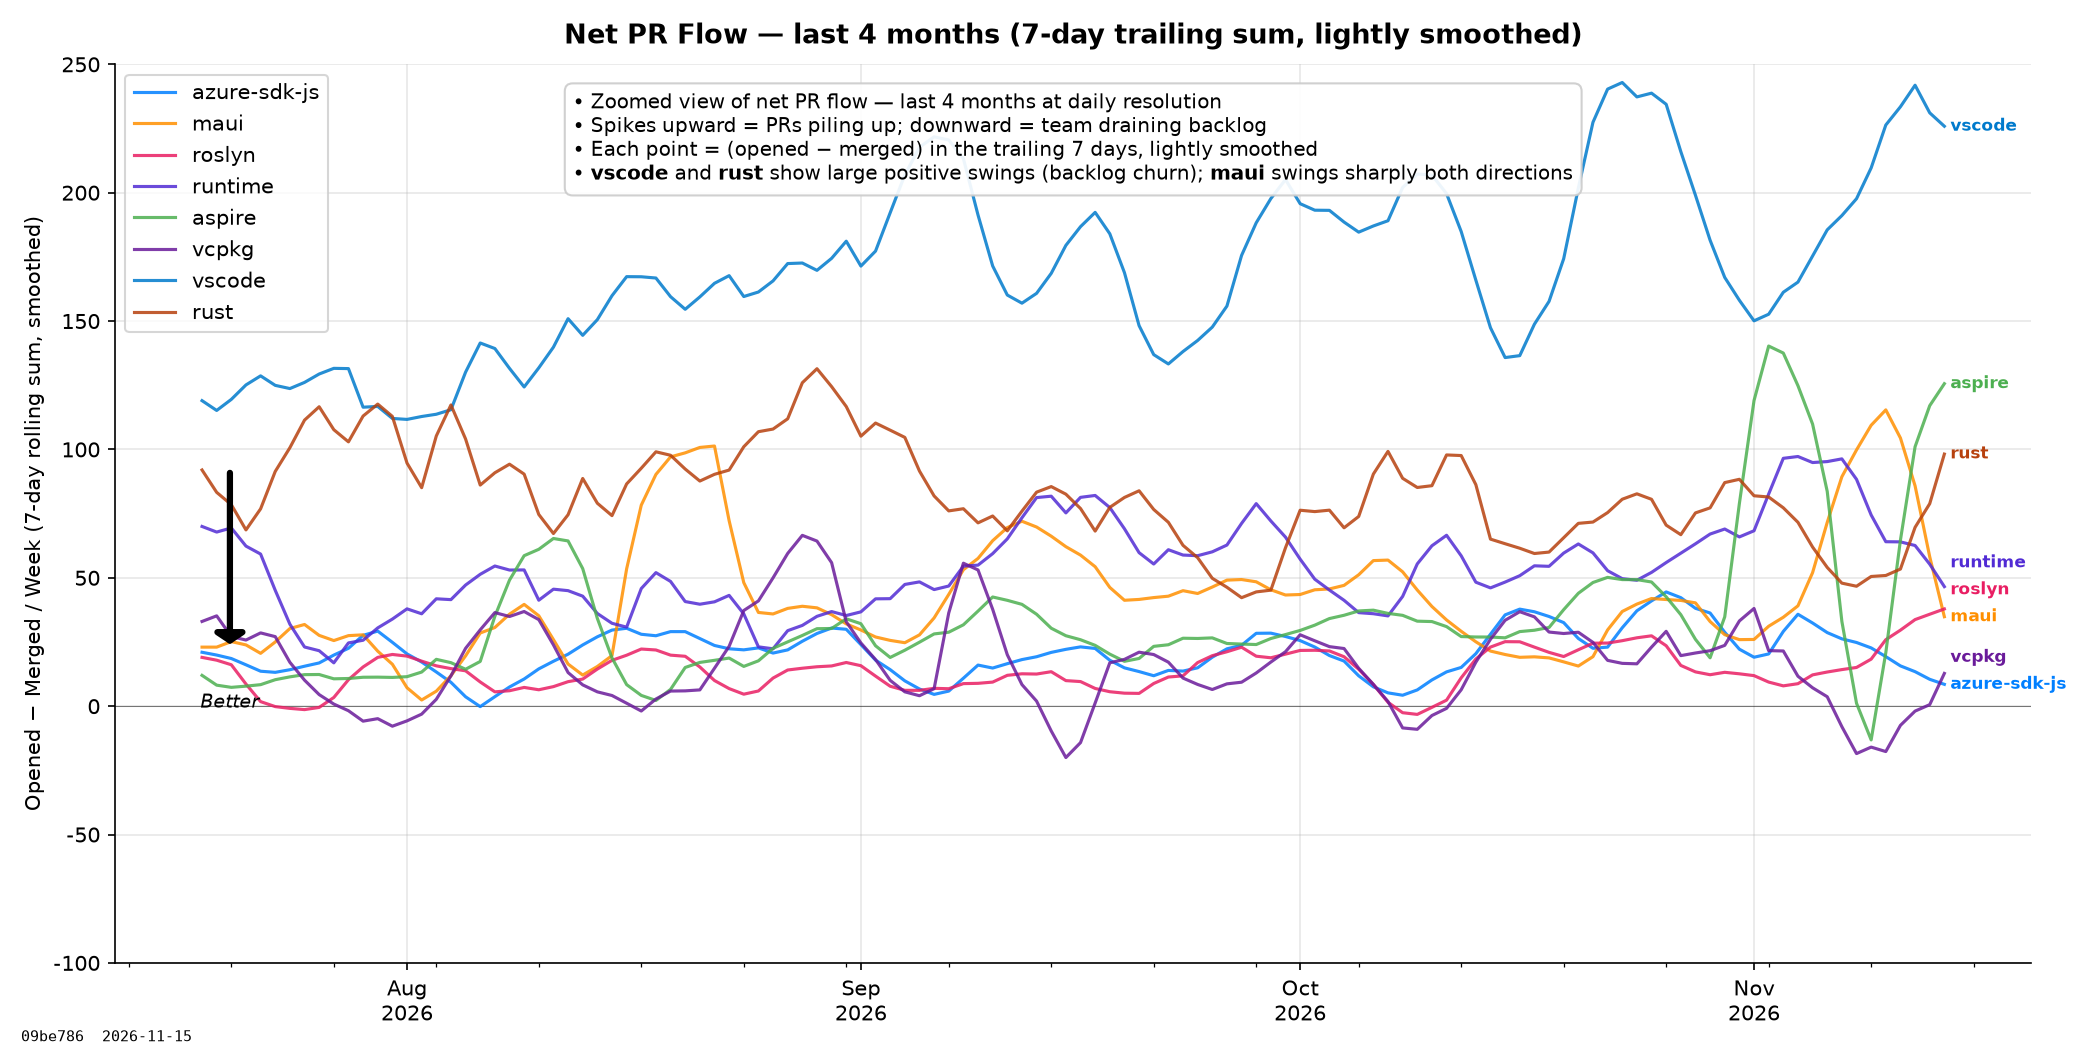 Net PR Flow — last 4 months (7-day trailing sum, lightly smoothed)
Opened − Merged / Week (7-day rolling sum, smoothed)
250
200
150
100
50
0
-50
-100
azure-sdk-js
maui
roslyn
runtime
aspire
vcpkg
vscode
rust
• Zoomed view of net PR flow — last 4 months at daily resolution
• Spikes upward = PRs piling up; downward = team draining backlog
• Each point = (opened − merged) in the trailing 7 days, lightly smoothed
• vscode and rust show large positive swings (backlog churn); maui swings sharply both directions
Better
vscode
aspire
rust
runtime
roslyn
maui
vcpkg
azure-sdk-js
Aug
2026
Sep
2026
Oct
2026
Nov
2026
09be786 2026-11-15